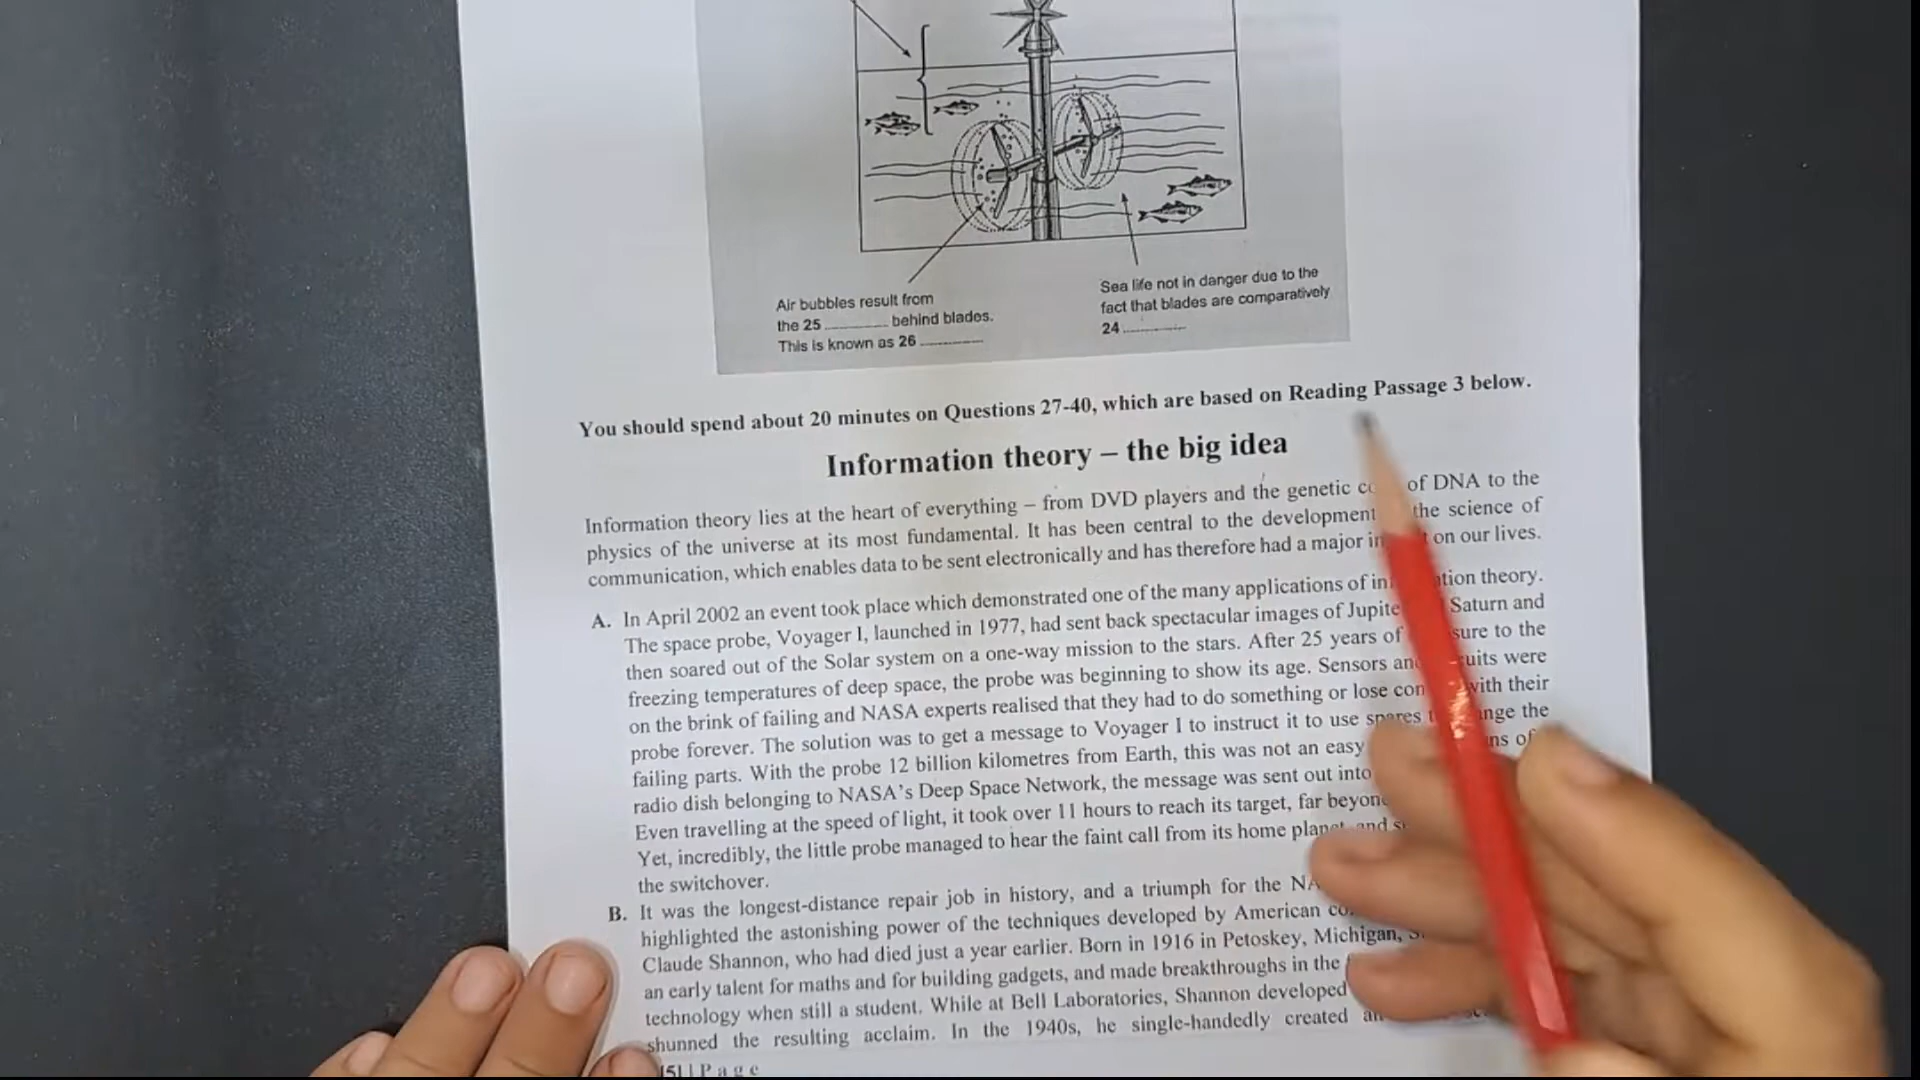 Air bubbles result from
the 25 ............ behind blades.
This is known as 26 ............
Sea life not in danger due to the
fact that blades are comparatively
24 ............
You should spend about 20 minutes on Questions 27-40, which are based on Reading Passage 3 below.
Information theory – the big idea
Information theory lies at the heart of everything – from DVD players and the genetic of DNA to the
physics of the universe at its most fundamental. It has been central to the development the science of
communication, which enables data to be sent electronically and has therefore had a major on our lives.
A. In April 2002 an event took place which demonstrated one of the many applications of theory.
The space probe, Voyager I, launched in 1977, had sent back spectacular images of Saturn and
then soared out of the Solar system on a one-way mission to the stars. After 25 years of to the
freezing temperatures of deep space, the probe was beginning to show its age. Sensors were
on the brink of failing and NASA experts realised that they had to do something or lose with their
probe forever. The solution was to get a message to Voyager I to instruct it to use spares the
failing parts. With the probe 12 billion kilometres from Earth, this was not an easy
radio dish belonging to NASA's Deep Space Network, the message was sent out into
Even travelling at the speed of light, it took over 11 hours to reach its target, far
Yet, incredibly, the little probe managed to hear the faint call from its home and
the switchover.
B. It was the longest-distance repair job in history, and a triumph for the
highlighted the astonishing power of the techniques developed by American
Claude Shannon, who had died just a year earlier. Born in 1916 in Petoskey, Michigan,
an early talent for maths and for building gadgets, and made breakthroughs in the
technology when still a student. While at Bell Laboratories, Shannon developed
shunned the resulting acclaim. In the 1940s, he single-handedly created
| P a g e